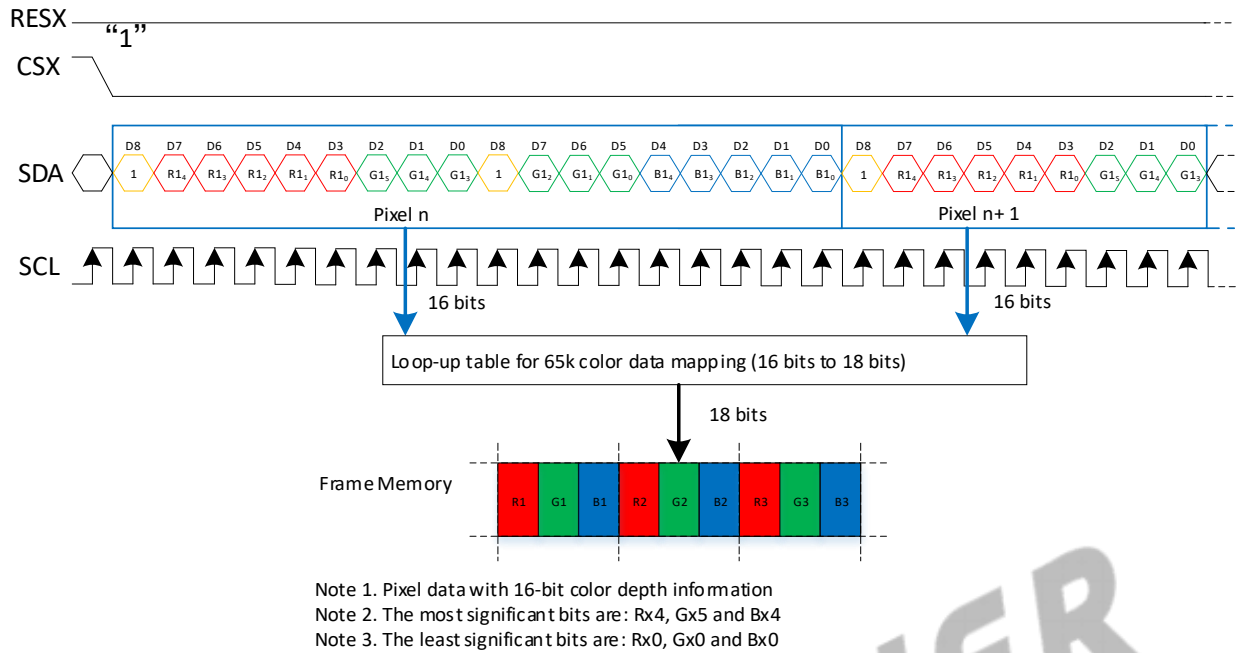 RESX
“1”
CSX
D8 D7 D6 D5 D4 D3 D2 D1 D0 D8 D7 D6 D5 D4 D3 D2 D1 D0 D8 D7 D6 D5 D4 D3 D2 D1 D0
SDA 1 R1₄ R1₃ R1₂ R1₁ R1₀ G1₅ G1₄ G1₃ 1 G1₂ G1₁ G1₀ B1₄ B1₃ B1₂ B1₁ B1₀ 1 R1₄ R1₃ R1₂ R1₁ R1₀ G1₅ G1₄ G1₃
Pixel n Pixel n+ 1
SCL
16 bits 16 bits
Loop-up table for 65k color data mapping (16 bits to 18 bits)
18 bits
Frame Memory R1 G1 B1 R2 G2 B2 R3 G3 B3
Note 1. Pixel data with 16-bit color depth information
Note 2. The most significant bits are: Rx4, Gx5 and Bx4
Note 3. The least significant bits are: Rx0, Gx0 and Bx0